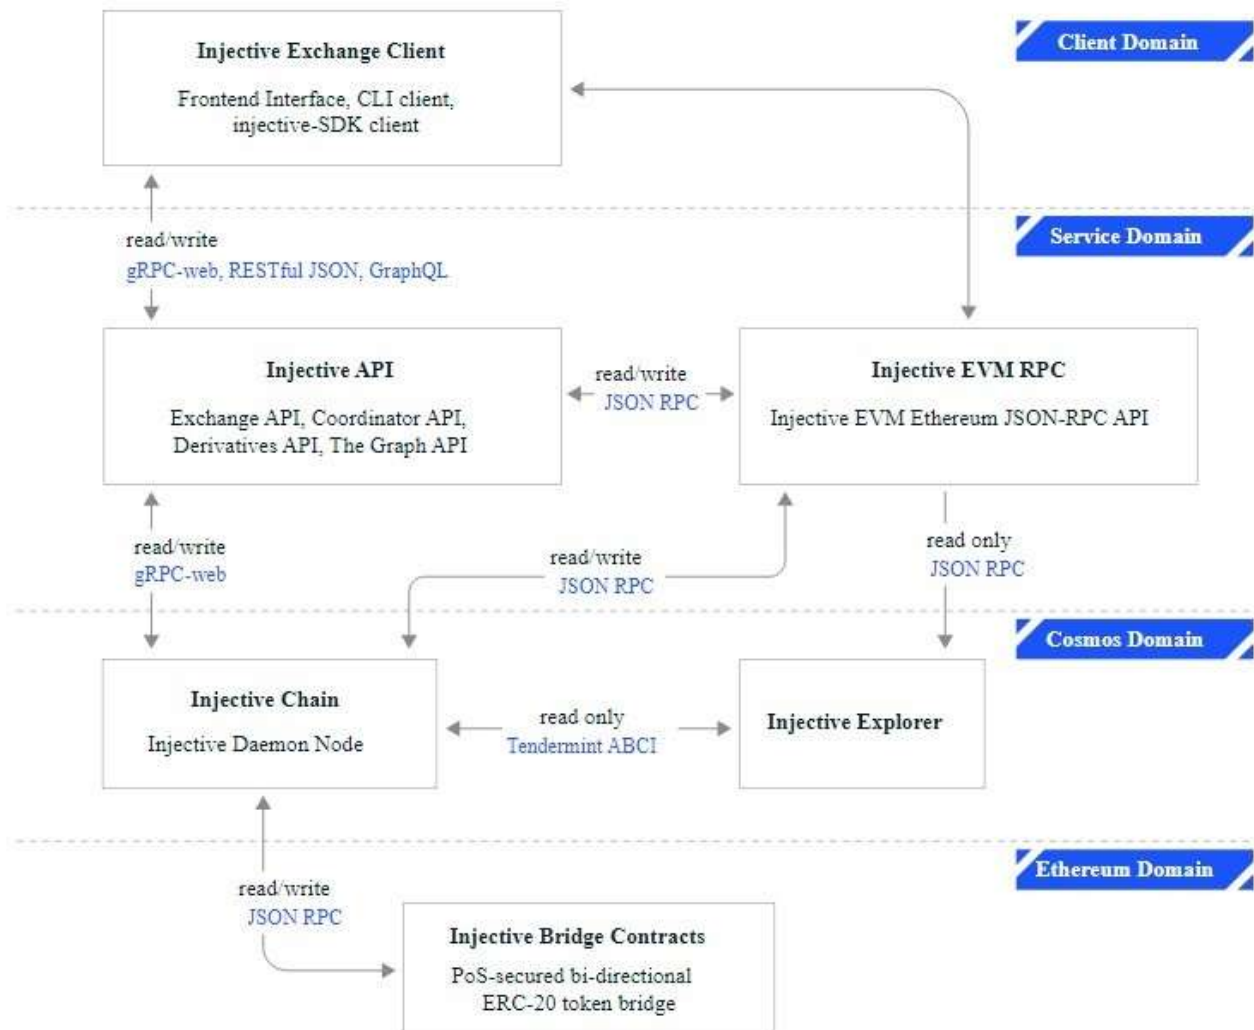 Injective Exchange Client
Client Domain
Frontend Interface, CLI client,
injective-SDK client
Service Domain
read/write
gRPC-web, RESTful JSON, GraphQL
Injective API
Exchange API, Coordinator API,
Derivatives API, The Graph API
read/write
JSON RPC
Injective EVM RPC
Injective EVM Ethereum JSON-RPC API
read/write
gRPC-web
read/write
JSON RPC
read only
JSON RPC
Cosmos Domain
Injective Chain
Injective Daemon Node
read only
Tendermint ABCI
Injective Explorer
Ethereum Domain
read/write
JSON RPC
Injective Bridge Contracts
PoS-secured bi-directional
ERC-20 token bridge